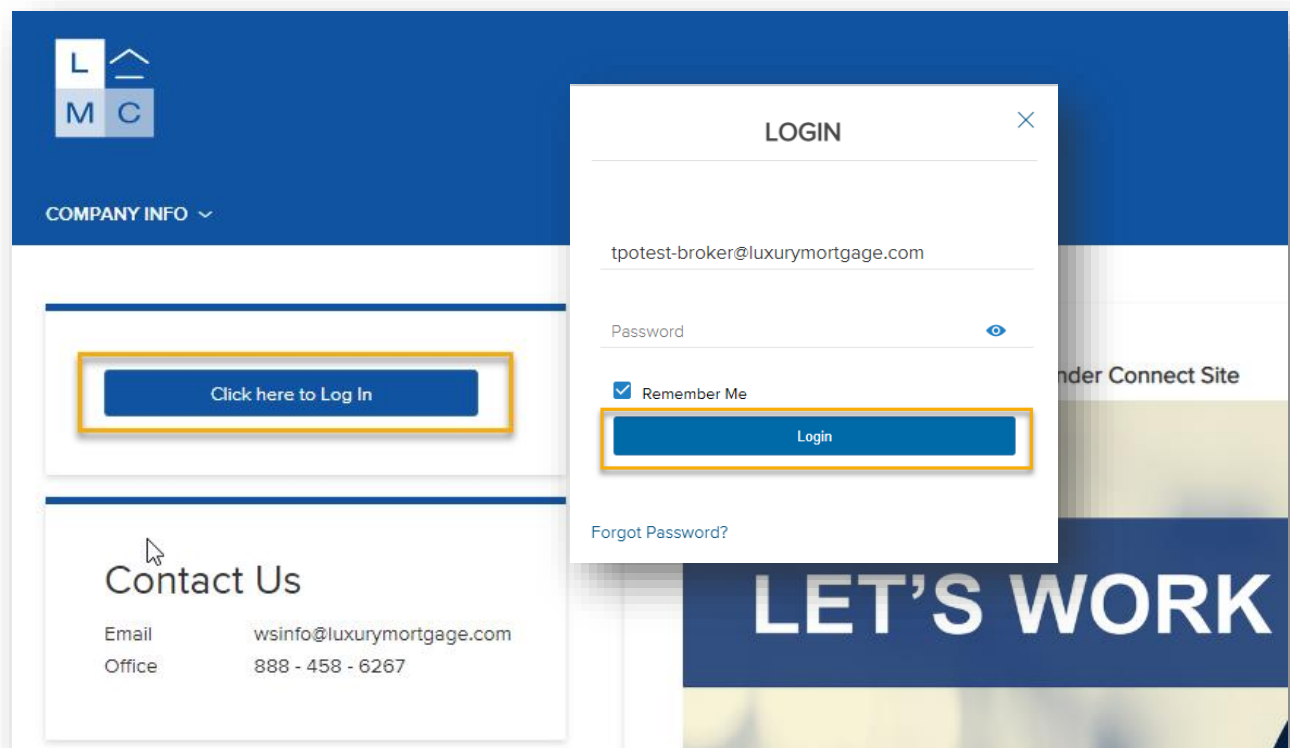 L
M C
COMPANY INFO
Click here to Log In
Contact Us
Email wsinfo@luxurymortgage.com
Office 888 - 458 - 6267
LOGIN
tpotest-broker@luxurymortgage.com
Password
Remember Me
Login
Forgot Password?
Connect Site
LET'S WORK